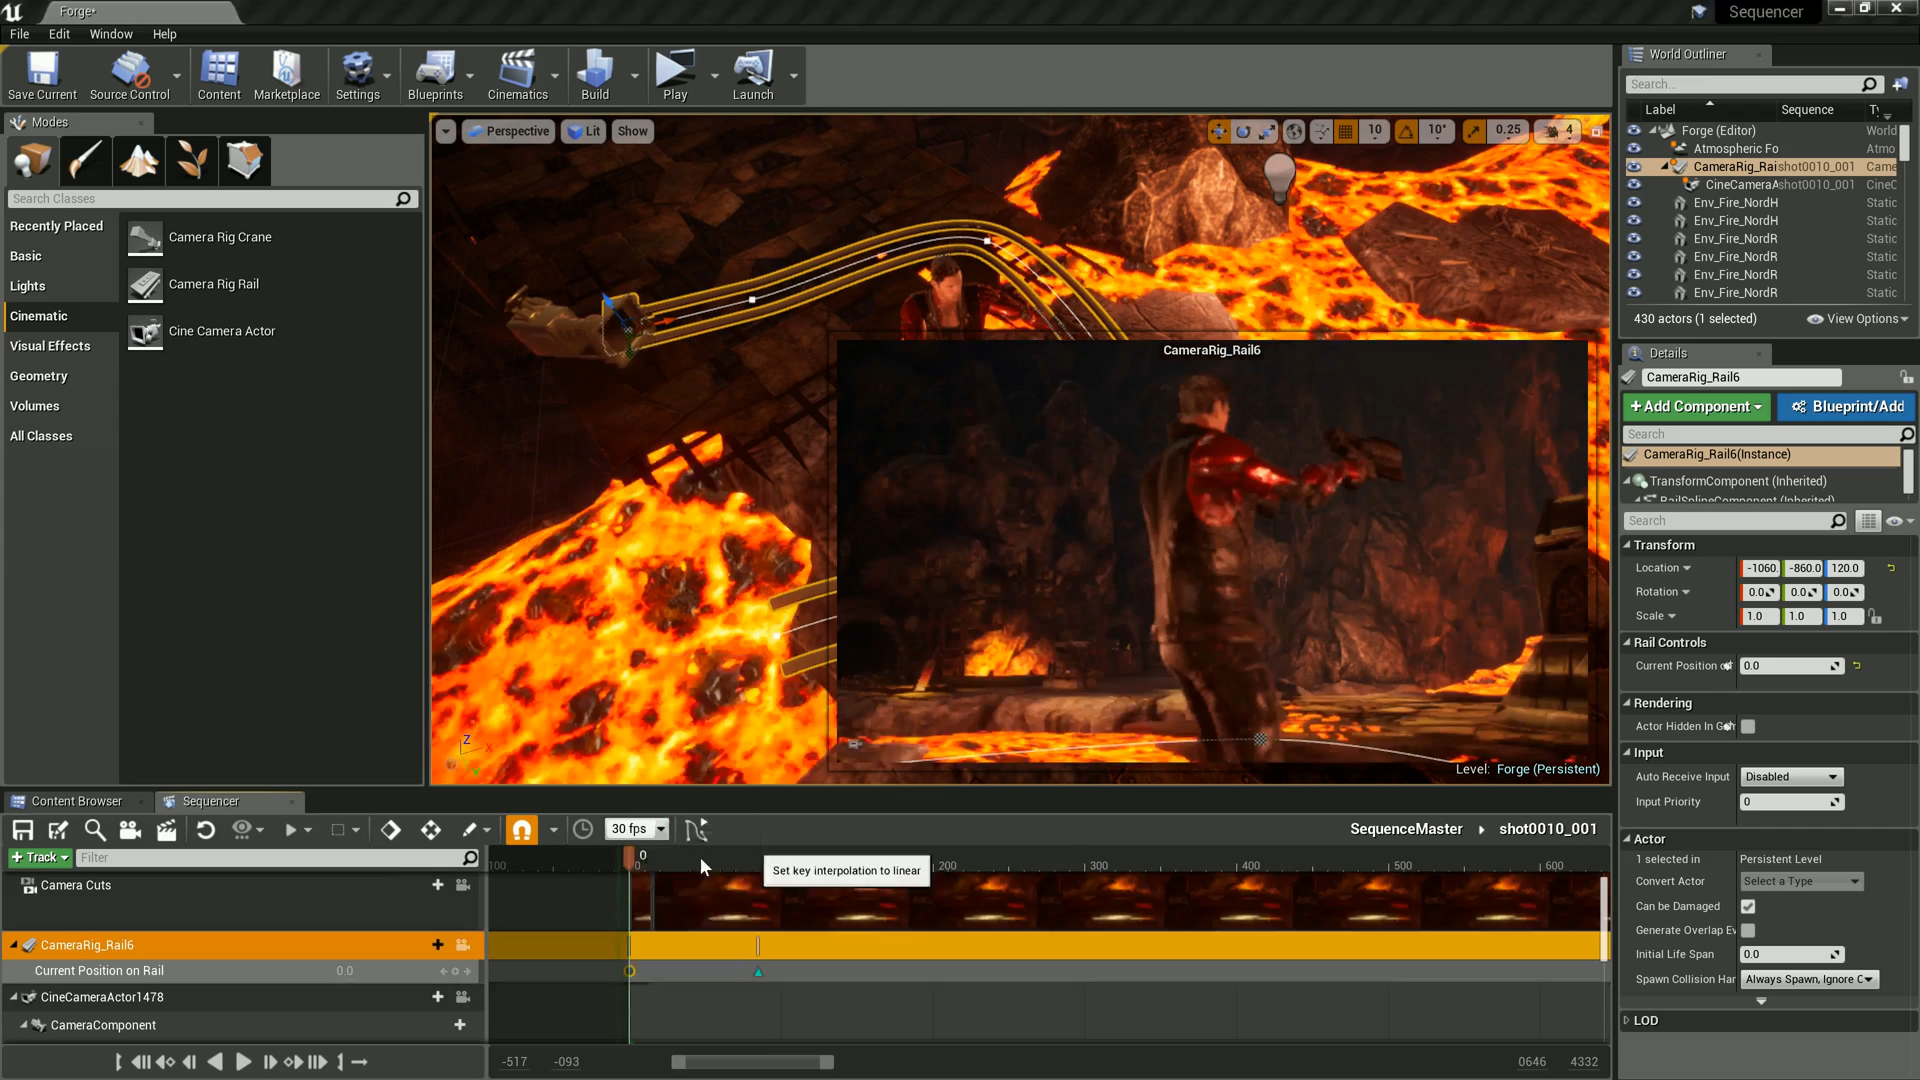 Forge*
Sequencer
File
Edit
Window
Help
Save Current
Source Control
Content
Marketplace
Settings
Blueprints
Cinematics
Build
Play
Launch
Modes
Search Classes
Recently Placed
Basic
Lights
Cinematic
Visual Effects
Geometry
Volumes
All Classes
Camera Rig Crane
Camera Rig Rail
Cine Camera Actor
Perspective
Lit
Show
10
10°
0.25
4
CameraRig_Rail6
Z
X
Y
Level: Forge (Persistent)
World Outliner
Search...
Label
Sequence
Forge (Editor) World
Atmospheric Fo Atmo
CameraRig_Rai shot0010_001 Came
CineCameraA shot0010_001 CineC
Env_Fire_NordH Static
Env_Fire_NordH Static
Env_Fire_NordR Static
Env_Fire_NordR Static
Env_Fire_NordR Static
Env_Fire_NordR Static
430 actors (1 selected)
View Options
Details
CameraRig_Rail6
+ Add Component
Blueprint/Add
Search
CameraRig_Rail6(Instance)
TransformComponent (Inherited)
RailSplineComponent (Inherited)
Search
Transform
Location -1060. -860.0 120.0
Rotation 0.0 0.0 0.0
Scale 1.0 1.0 1.0
Rail Controls
Current Position o 0.0
Rendering
Actor Hidden In G
Input
Auto Receive Input Disabled
Input Priority 0
Actor
1 selected in Persistent Level
Convert Actor Select a Type
Can be Damaged
Generate Overlap Ev
Initial Life Span 0.0
Spawn Collision Har Always Spawn, Ignore C
LOD
Content Browser
Sequencer
30 fps
SequenceMaster
shot0010_001
+ Track
Filter
100
0
0
200
300
400
500
600
Set key interpolation to linear
Camera Cuts
CameraRig_Rail6
Current Position on Rail 0.0
CineCameraActor1478
CameraComponent
-517
-093
0646
4332